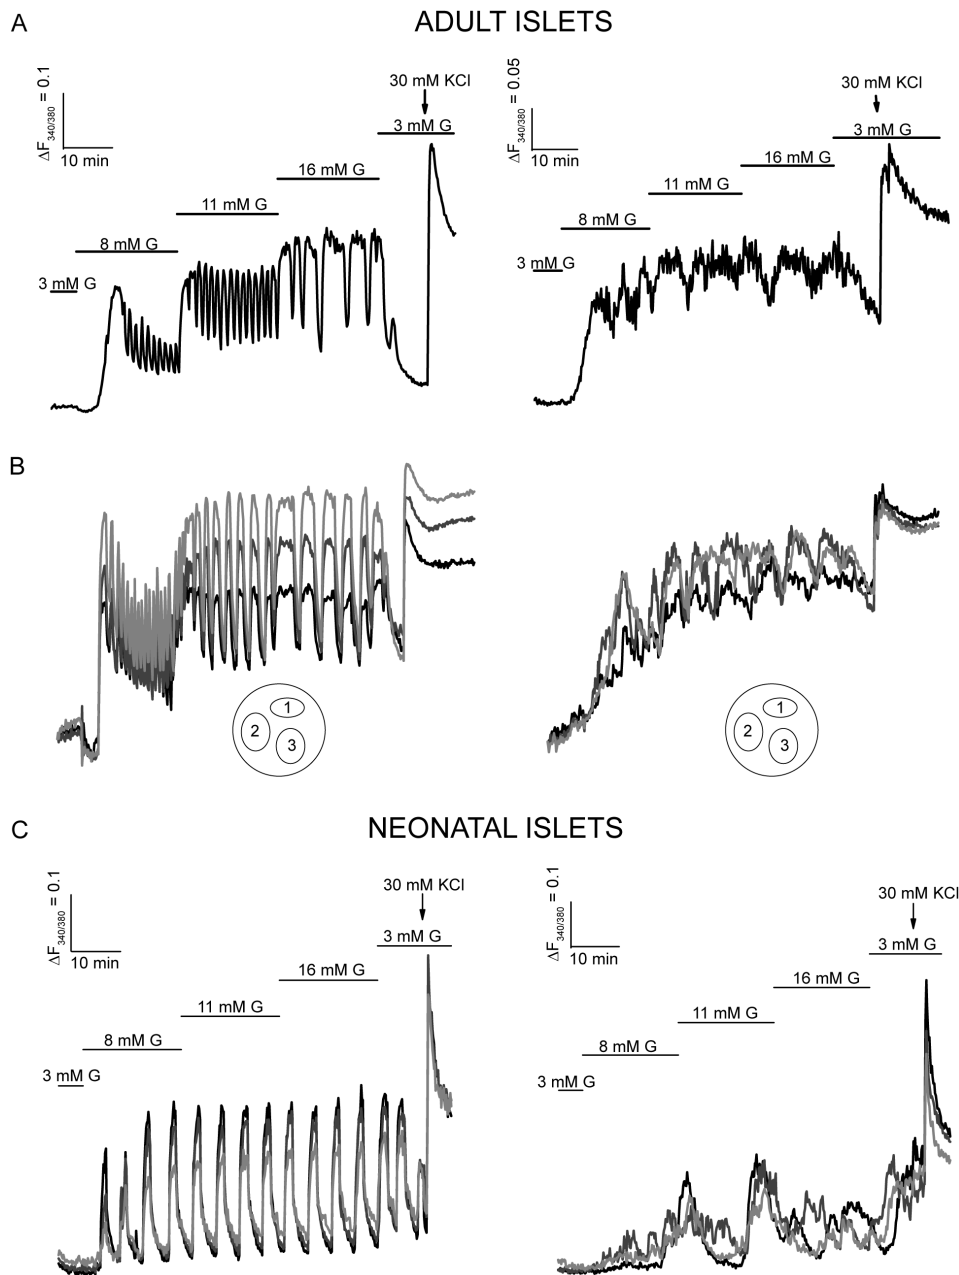 A
ADULT ISLETS
ΔF340/380 = 0.1
10 min
3 mM G
8 mM G
11 mM G
16 mM G
3 mM G
30 mM KCl
ΔF340/380 = 0.05
10 min
3 mM G
8 mM G
11 mM G
16 mM G
3 mM G
30 mM KCl
B
1
2
3
1
2
3
C
NEONATAL ISLETS
ΔF340/380 = 0.1
10 min
3 mM G
8 mM G
11 mM G
16 mM G
3 mM G
30 mM KCl
ΔF340/380 = 0.1
10 min
3 mM G
8 mM G
11 mM G
16 mM G
3 mM G
30 mM KCl